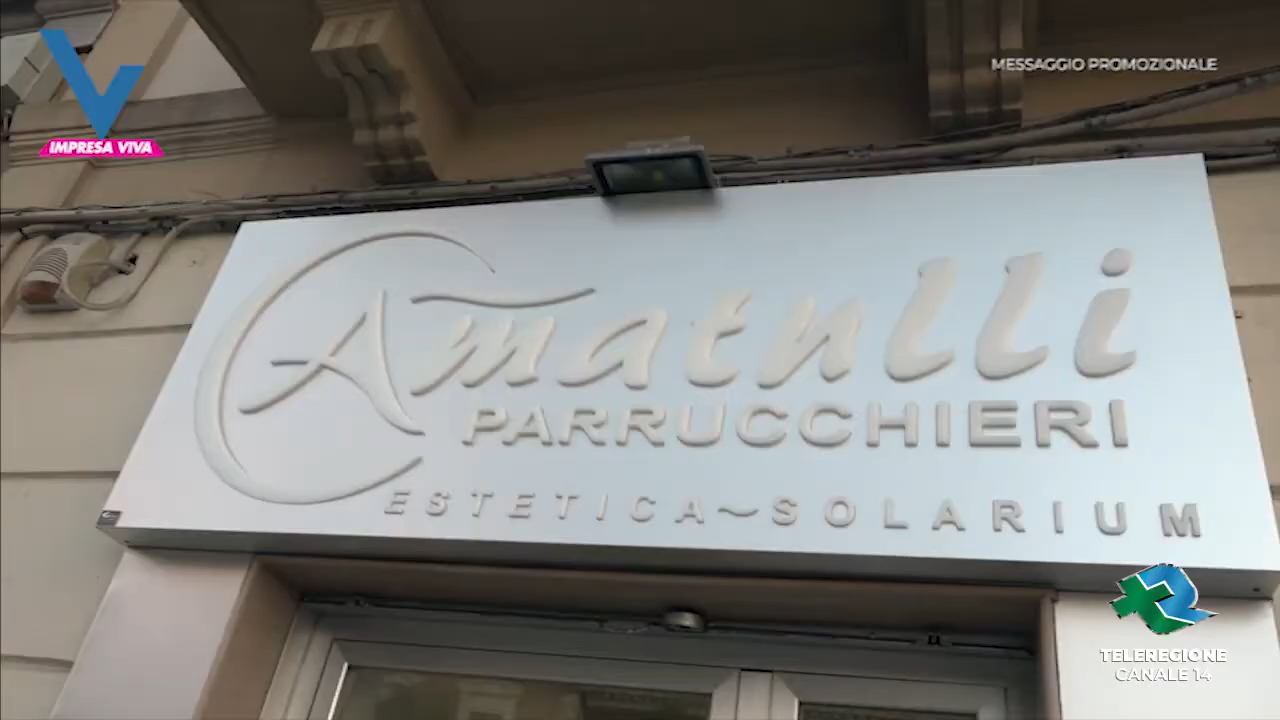 IMPRESA VIVA
MESSAGGIO PROMOZIONALE
Amatulli
PARRUCCHIERI
ESTETICA~SOLARIUM
TELEREGIONE
CANALE 14